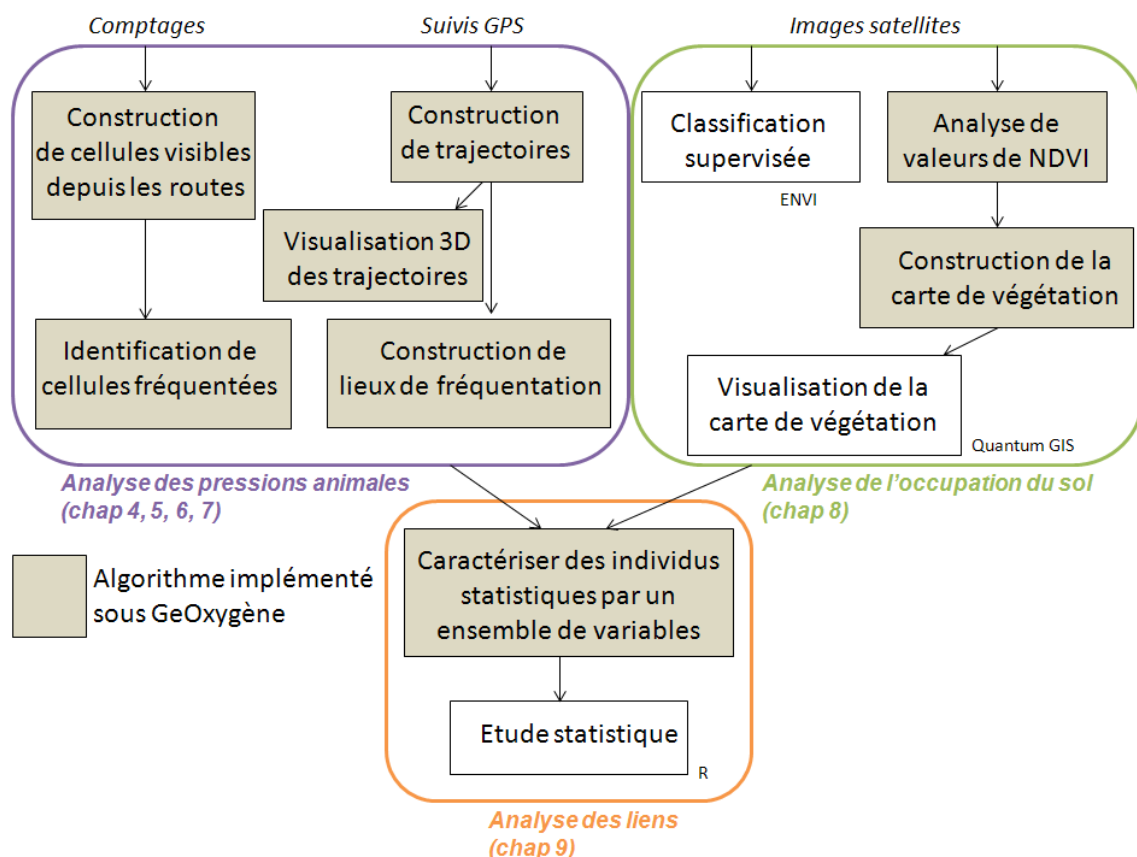 Comptages
Suivis GPS
Images satellites
Construction
de cellules visibles
depuis les routes
Construction
de trajectoires
Classification
supervisée
ENVI
Analyse de
valeurs de NDVI
Visualisation 3D
des trajectoires
Construction de la
carte de végétation
Identification de
cellules fréquentées
Construction de
lieux de fréquentation
Visualisation de la
carte de végétation
Quantum GIS
Analyse des pressions animales
(chap 4, 5, 6, 7)
Analyse de l’occupation du sol
(chap 8)
Caractériser des individus
statistiques par un
ensemble de variables
Algorithme implémenté
sous GeOxygène
Etude statistique
R
Analyse des liens
(chap 9)